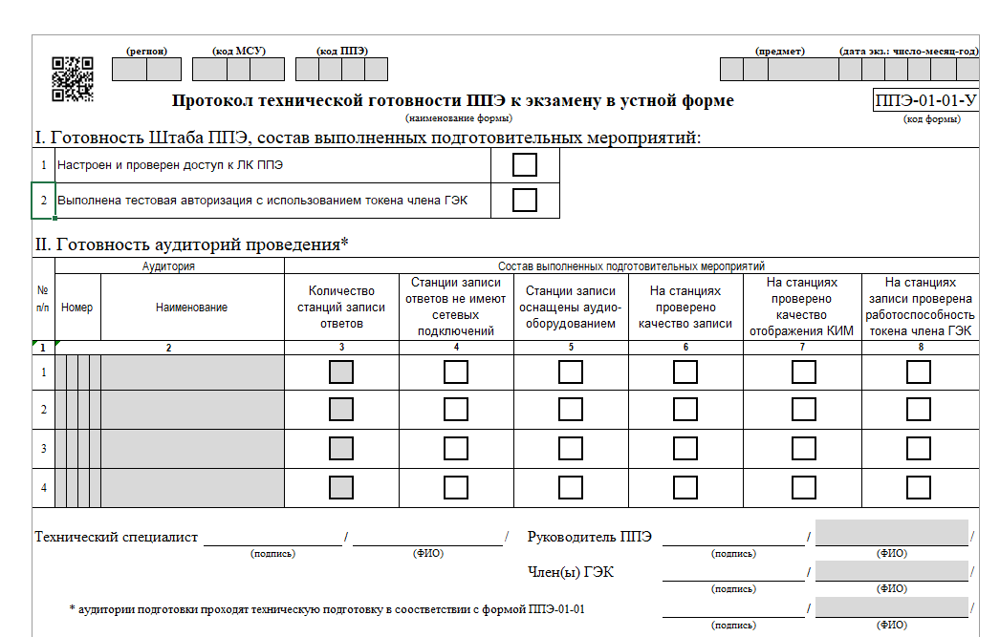 (регион) (код МСУ) (код ППЭ) (предмет) (дата экз.: число-месяц-год)
Протокол технической готовности ППЭ к экзамену в устной форме ППЭ-01-01-У
(наименование формы) (код формы)
I. Готовность Штаба ППЭ, состав выполненных подготовительных мероприятий:
1 Настроен и проверен доступ к ЛК ППЭ
2 Выполнена тестовая авторизация с использованием токена члена ГЭК
II. Готовность аудиторий проведения*
№ п/п
Аудитория
Состав выполненных подготовительных мероприятий
Номер
Наименование
Количество
станций записи
ответов
Станции записи
ответов не имеют
сетевых
подключений
Станции записи
оснащены аудио-
оборудованием
На станциях
проверено
качество записи
На станциях
проверено
качество
отображения КИМ
На станциях
записи проверена
работоспособность
токена члена ГЭК
1 2 3 4 5 6 7 8
1
2
3
4
Технический специалист / / Руководитель ППЭ / /
(подпись) (ФИО) (подпись) (ФИО)
Член(ы) ГЭК / /
(подпись) (ФИО)
* аудитории подготовки проходят техническую подготовку в соостветствии с формой ППЭ-01-01 / /
(подпись) (ФИО)